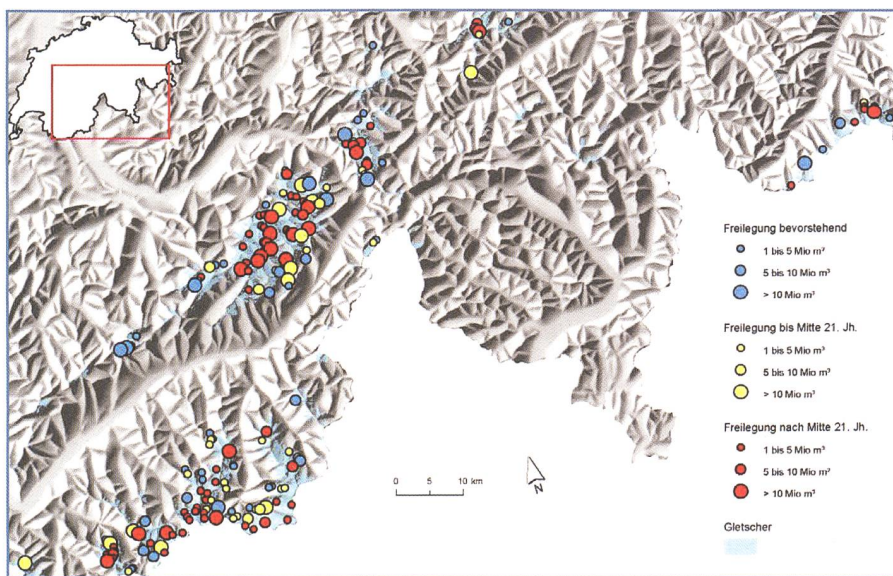 Freilegung bevorstehend
1 bis 5 Mio m³
5 bis 10 Mio m³
> 10 Mio m³
Freilegung bis Mitte 21. Jh.
1 bis 5 Mio m³
5 bis 10 Mio m³
> 10 Mio m³
Freilegung nach Mitte 21. Jh.
1 bis 5 Mio m³
5 bis 10 Mio m³
> 10 Mio m³
Gletscher
0 5 10 km
N